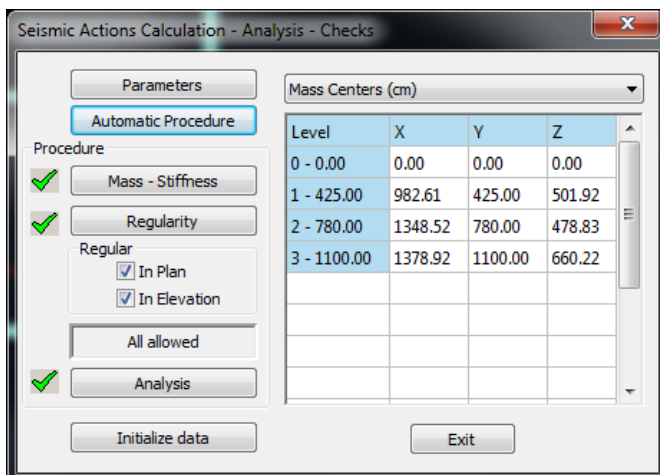 Seismic Actions Calculation - Analysis - Checks
Parameters
Automatic Procedure
Procedure
Mass - Stiffness
Regularity
Regular
In Plan
In Elevation
All allowed
Analysis
Initialize data
Mass Centers (cm)
Level X Y Z
0 - 0.00 0.00 0.00 0.00
1 - 425.00 982.61 425.00 501.92
2 - 780.00 1348.52 780.00 478.83
3 - 1100.00 1378.92 1100.00 660.22
Exit